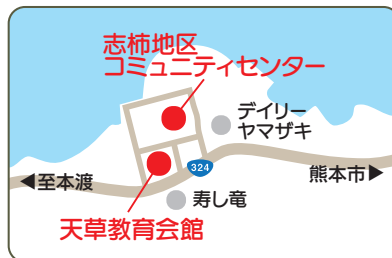 志柿地区
コミュニティセンター
デイリー
ヤマザキ
324
◀至本渡
熊本市▶
寿し竜
天草教育会館